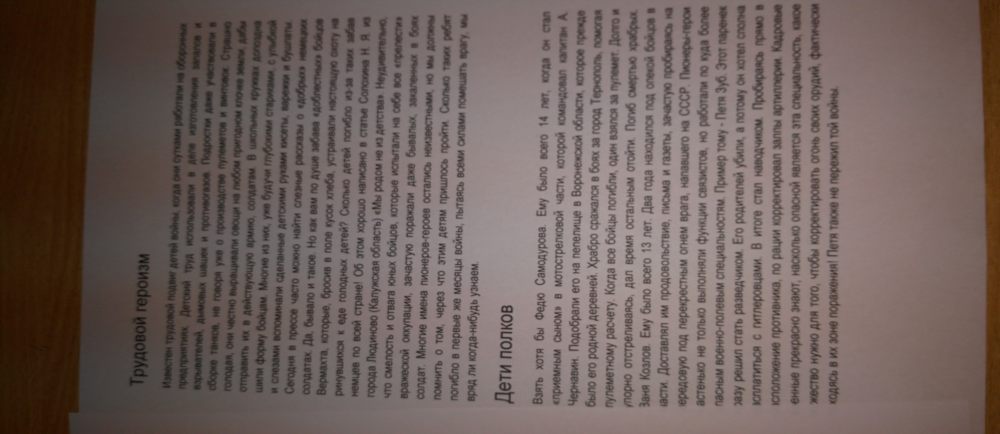 Трудовой героизм
Известен трудовой подвиг детей войны, когда они сутками работали на оборонных
предприятиях. Детский труд использовали в деле изготовления запалов и
взрывателей, дымовых шашек и противогазов. Подростки даже участвовали в
сборке танков, не говоря уже о производстве пулеметов и винтовок. Страшно
голодая, они честно выращивали овощи на любом пригодном клочке земли, дабы
отправить их в действующую армию, солдатам. В школьных кружках допоздна
шили форму бойцам. Многие из них, уже будучи глубокими стариками, с улыбкой
и слезами вспоминали сделанные детскими руками кисеты, варежки и бушлаты.
Сегодня в прессе часто можно найти слезные рассказы о «добрых» немецких
солдатах. Да, бывало и такое. Но как вам по душе забава «доблестных» бойцов
Вермахта, которые, бросив в поле кусок хлеба, устраивали настоящую охоту на
ринувшихся к еде голодных детей? Сколько детей погибло из-за таких забав
немцев по всей стране! Об этом хорошо написано в статье Солохина Н. Я. из
города Людиново (Калужская область) «Мы родом не из детства». Неудивительно,
что смелость и отвага юных бойцов, которые испытали на себе все «прелести»
вражеской оккупации, зачастую поражали даже бывалых, закаленных в боях
солдат. Многие имена пионеров-героев остались неизвестными, но мы должны
помнить о том, через что этим детям пришлось пройти. Сколько таких ребят
погибло в первые же месяцы войны, пытаясь всеми силами помешать врагу, мы
вряд ли когда-нибудь узнаем.
Дети полков
Взять хотя бы Федю Самодурова. Ему было всего 14 лет, когда он стал
«приемным сыном» в мотострелковой части, которой командовал капитан А.
Чернавин. Подобрали его на пепелище в Воронежской области, которое прежде
было его родной деревней. Храбро сражался в боях за город Тернополь, помогая
пулеметному расчету. Когда все бойцы погибли, один взялся за пулемет. Долго и
упорно отстреливаясь, дал время остальным отойти. Погиб смертью храбрых.
Ваня Козлов. Ему было всего 13 лет. Два года находился под опекой бойцов в
части. Доставлял им продовольствие, письма и газеты, зачастую пробираясь на
передовую под перекрестным огнем врага, напавшего на СССР. Пионеры-герои
частенько не только выполняли функции связистов, но работали по куда более
опасным военно-полевым специальностям. Пример тому - Петя Зуб. Этот паренек
сразу решил стать разведчиком. Его родителей убили, а потому он хотел сполна
асплатиться с гитлеровцами. В итоге стал наводчиком. Пробираясь прямо в
асположение противника, по рации корректировал залпы артиллерии. Кадровые
енные прекрасно знают, насколько опасной является эта специальность, какое
жество нужно для того, чтобы корректировать огонь своих орудий, фактически
ходясь в их зоне поражения! Петя также не пережил той войны.